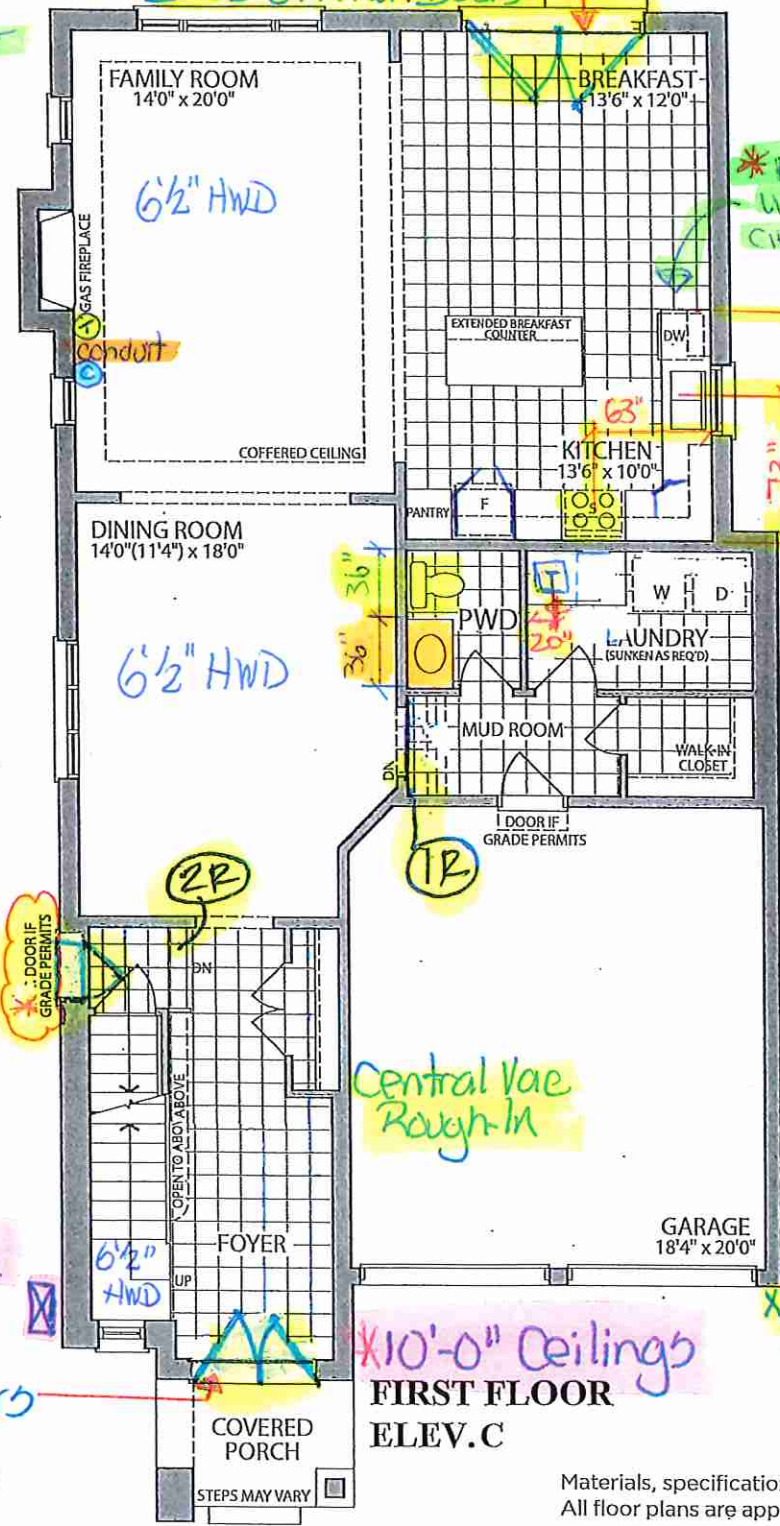 FAMILY ROOM
14'0" x 20'0"
BREAKFAST
13'6" x 12'0"
6½" HWD
GAS FIREPLACE
conduit
C
EXTENDED BREAKFAST
COUNTER
DW
63"
72"
COFFERED CEILING
KITCHEN
13'6" x 10'0"
PANTRY
F
S
DINING ROOM
14'0"(11'4") x 18'0"
36"
36"
PWD
T
20"
W
D
LAUNDRY
(SUNKEN AS REQ'D)
6½" HWD
MUD ROOM
WALK-IN
CLOSET
DN
DOOR IF
GRADE PERMITS
1R
2R
* DOOR IF
GRADE PERMITS
DN
OPEN TO ABOV ABOVE
Central Vac
Rough-In
FOYER
GARAGE
18'4" x 20'0"
6½"
HWD
UP
*10'-0" Ceilings
FIRST FLOOR
ELEV. C
COVERED
PORCH
STEPS MAY VARY
Materials, specification
All floor plans are app